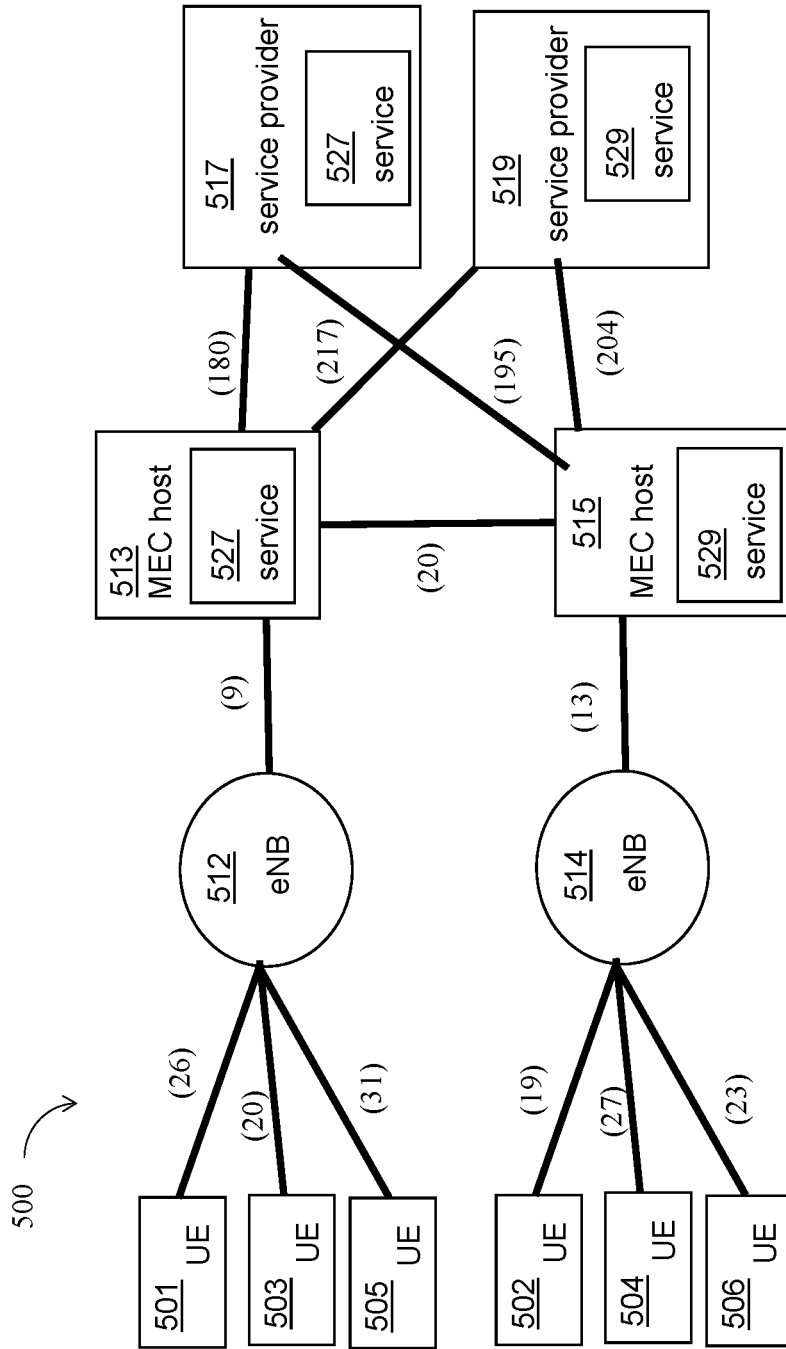 500
501
UE
503
UE
505
UE
502
UE
504
UE
506
UE
(26)
(20)
(31)
(19)
(27)
(23)
512
eNB
514
eNB
(9)
(13)
513
MEC host
527
service
(20)
515
MEC host
529
service
(180)
(217)
(195)
(204)
517
service provider
527
service
519
service provider
529
service